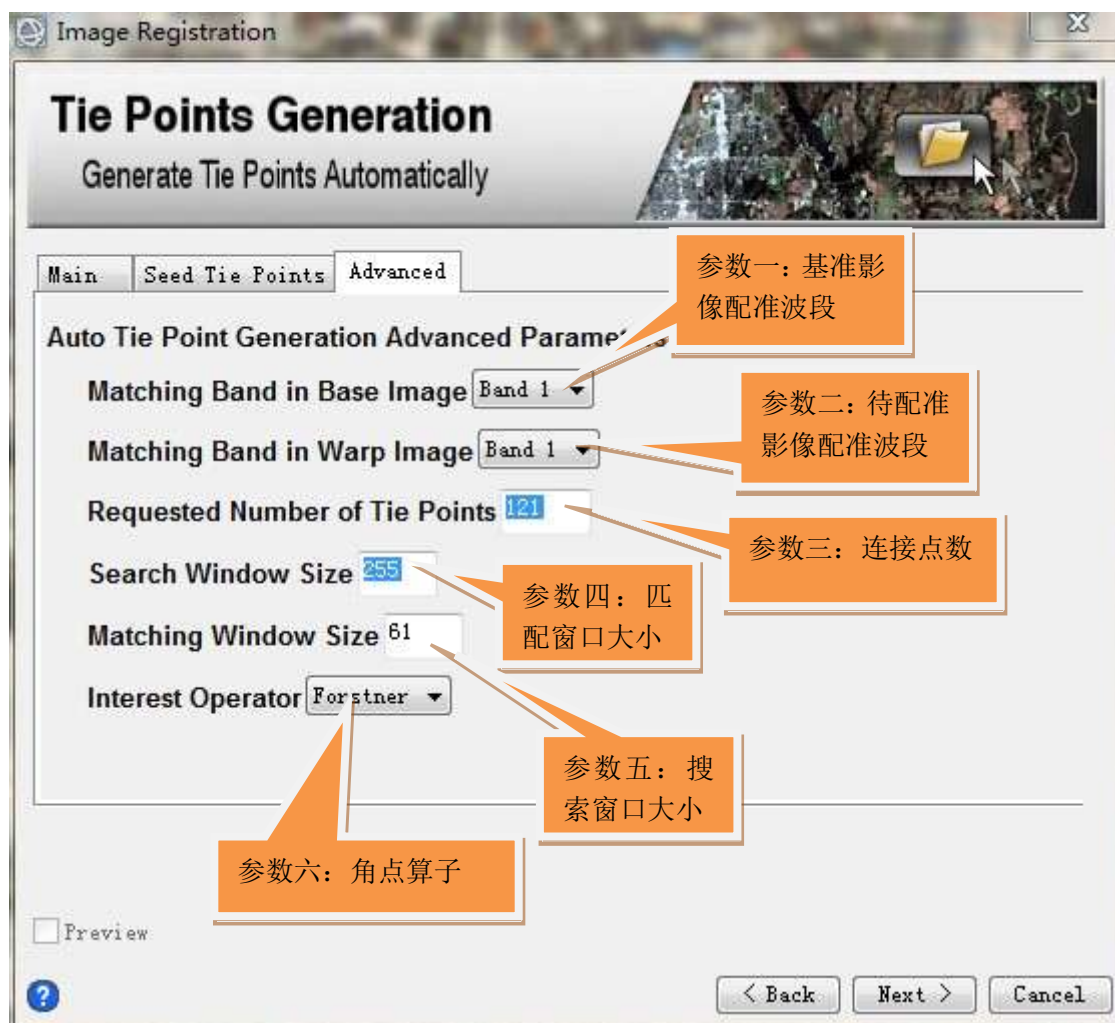 Image Registration
Tie Points Generation
Generate Tie Points Automatically
Main
Seed Tie Points
Advanced
参数一：基准影
像配准波段
Auto Tie Point Generation Advanced
Matching Band in Base Image
Band 1
参数二：待配准
影像配准波段
Matching Band in Warp Image
Band 1
Requested Number of Tie Points
121
参数三：连接点数
Search Window Size
255
参数四：匹
配窗口大小
Matching Window Size
61
Interest Operator
Forstner
参数五：搜
索窗口大小
参数六：角点算子
Preview
< Back
Next >
Cancel